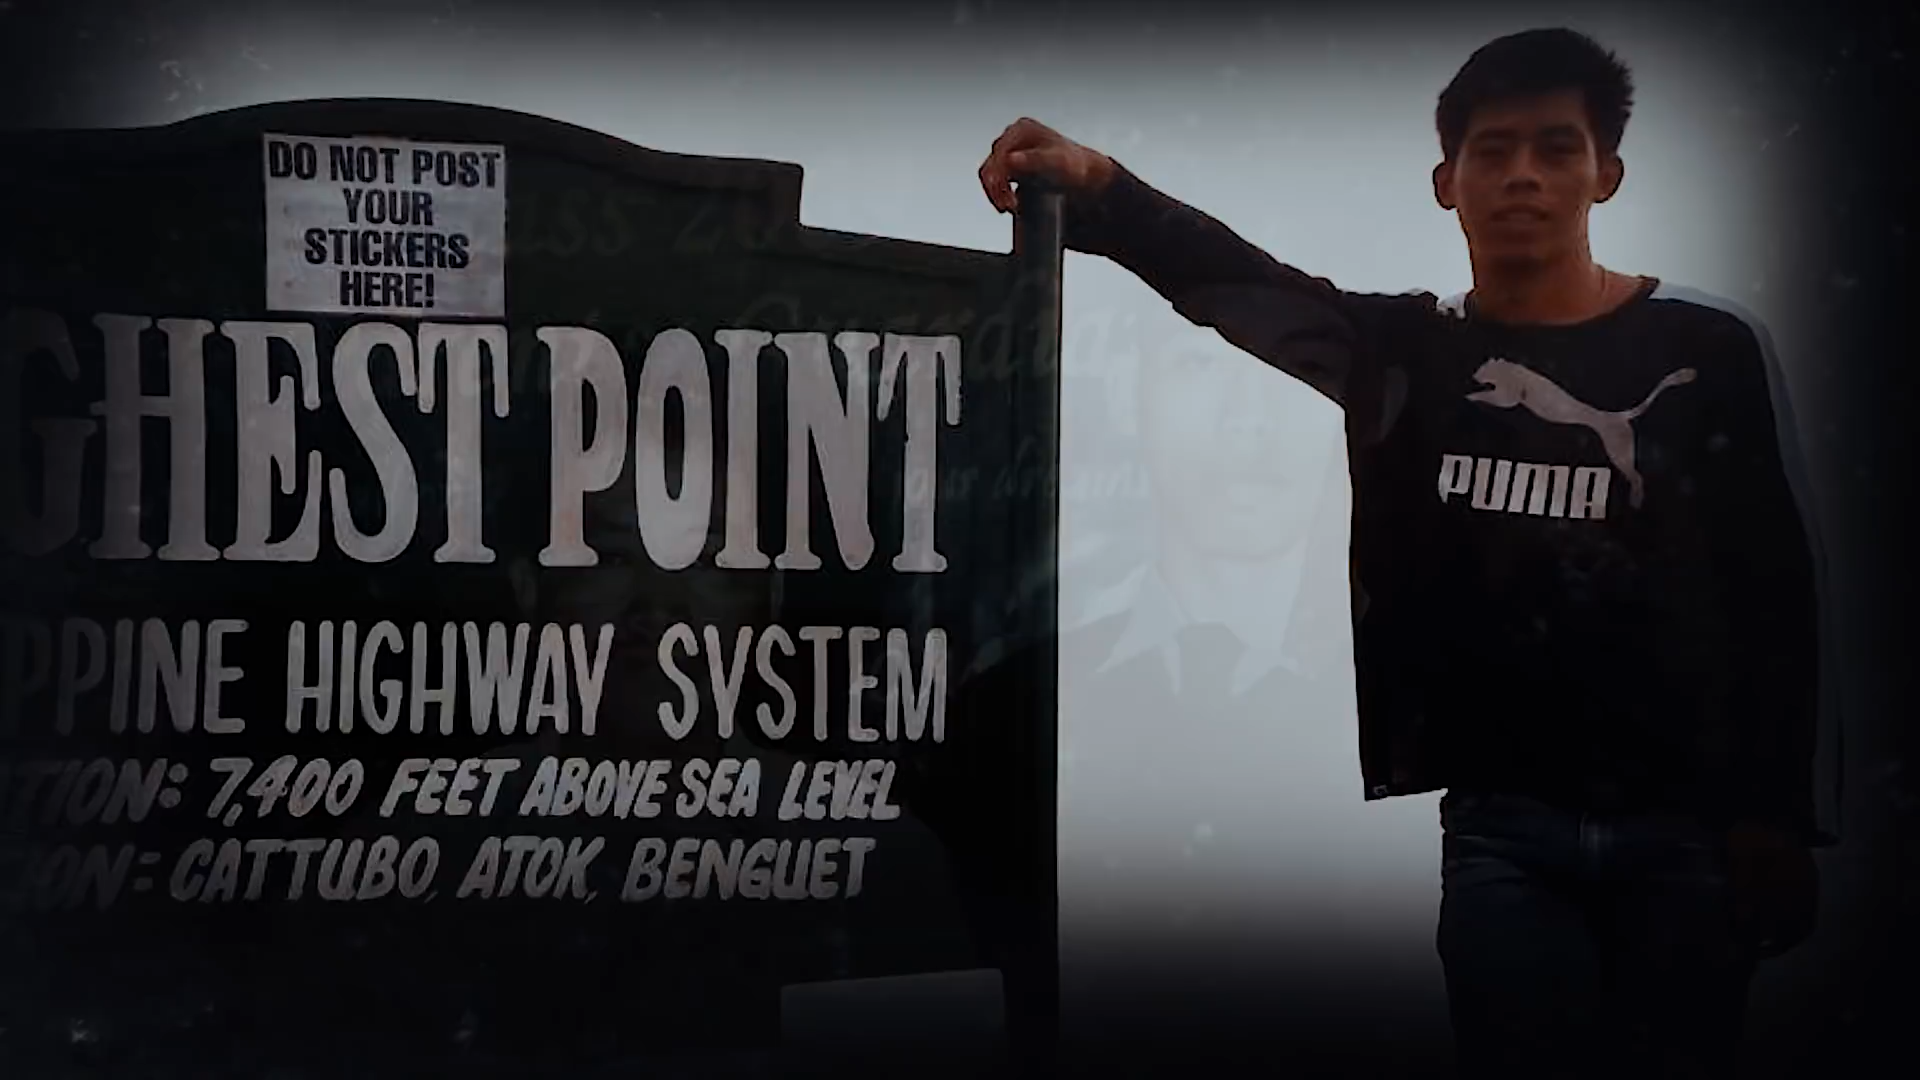 DO NOT POST
YOUR
STICKERS
HERE!
GHEST POINT
PPINE HIGHWAY SYSTEM
TION: 7,400 FEET ABOVE SEA LEVEL
ION: CATTUBO, ATOK, BENGUET
PUMA